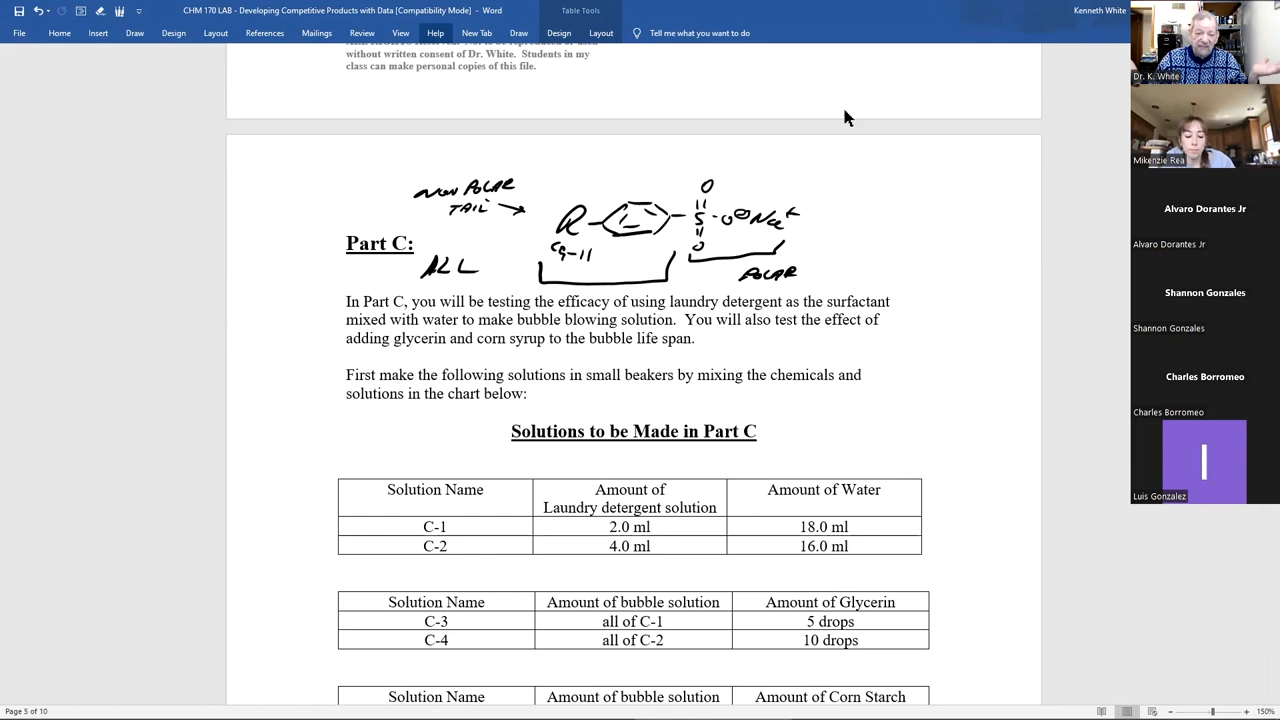 CHM 170 LAB - Developing Competitive Products with Data [Compatibility Mode] - Word
Table Tools
Kenneth White
File Home Insert Draw Design Layout References Mailings Review View Help New Tab Draw Design Layout Tell me what you want to do
without written consent of Dr. White. Students in my
class can make personal copies of this file.
NON POLAR
TAIL
O
R
S
O⊖Na+
C9-11
O
Part C:
ALL
POLAR
In Part C, you will be testing the efficacy of using laundry detergent as the surfactant
mixed with water to make bubble blowing solution. You will also test the effect of
adding glycerin and corn syrup to the bubble life span.
First make the following solutions in small beakers by mixing the chemicals and
solutions in the chart below:
Solutions to be Made in Part C
Solution Name Amount of Laundry detergent solution Amount of Water
C-1 2.0 ml 18.0 ml
C-2 4.0 ml 16.0 ml
Solution Name Amount of bubble solution Amount of Glycerin
C-3 all of C-1 5 drops
C-4 all of C-2 10 drops
Solution Name Amount of bubble solution Amount of Corn Starch
Page 5 of 10
150%
Dr. K. White
Mikenzie Rea
Alvaro Dorantes Jr
Alvaro Dorantes Jr
Shannon Gonzales
Shannon Gonzales
Charles Borromeo
Charles Borromeo
l
Luis Gonzalez